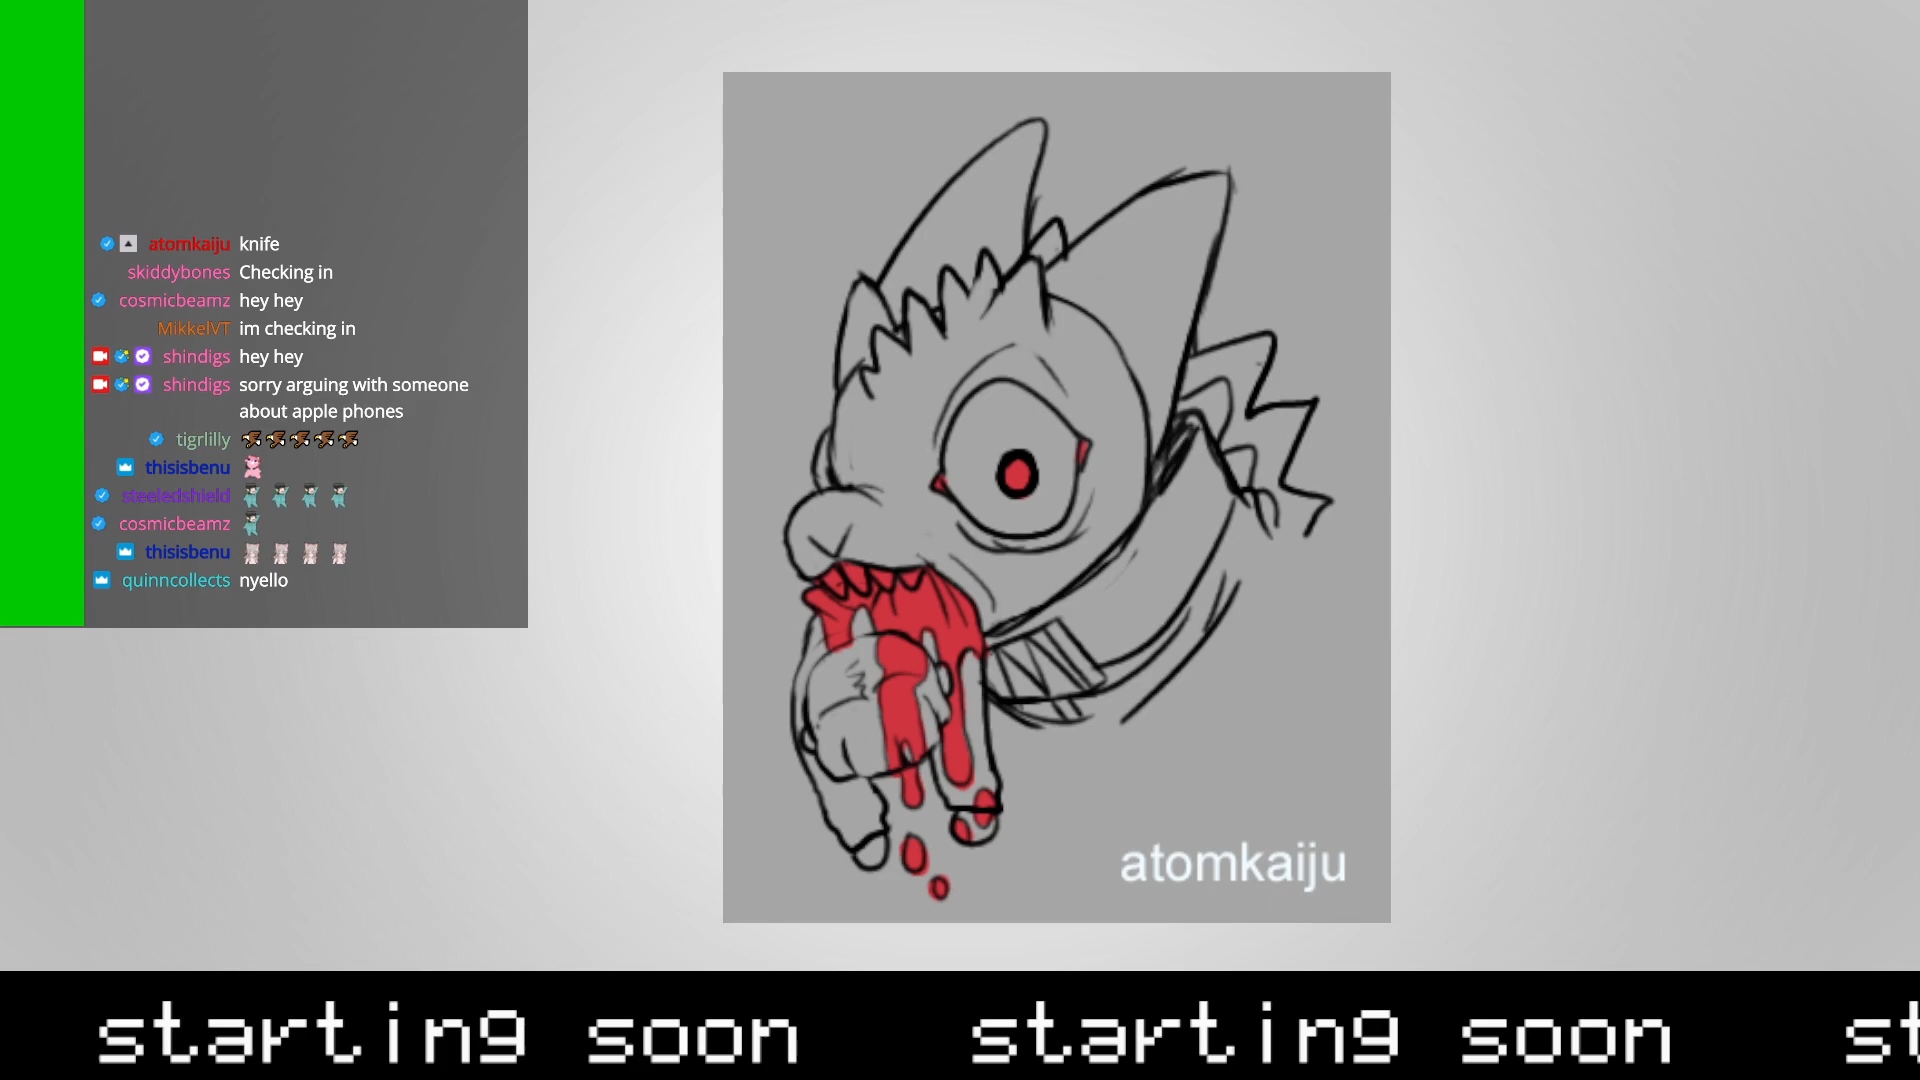 atomkaiju knife
skiddybones Checking in
cosmicbeamz hey hey
MikkelVT im checking in
shindigs hey hey
shindigs sorry arguing with someone
about apple phones
tigrlilly
thisisbenu
steeledshield
cosmicbeamz
thisisbenu
quinncollects nyello
atomkaiju
starting soon starting soon st